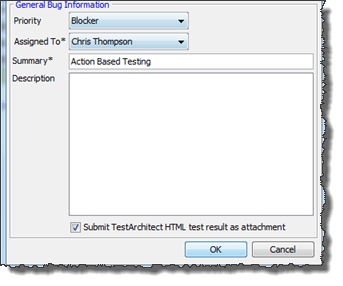 General Bug Information
Priority Blocker
Assigned To* Chris Thompson
Summary* Action Based Testing
Description
Submit TestArchitect HTML test result as attachment
OK Cancel